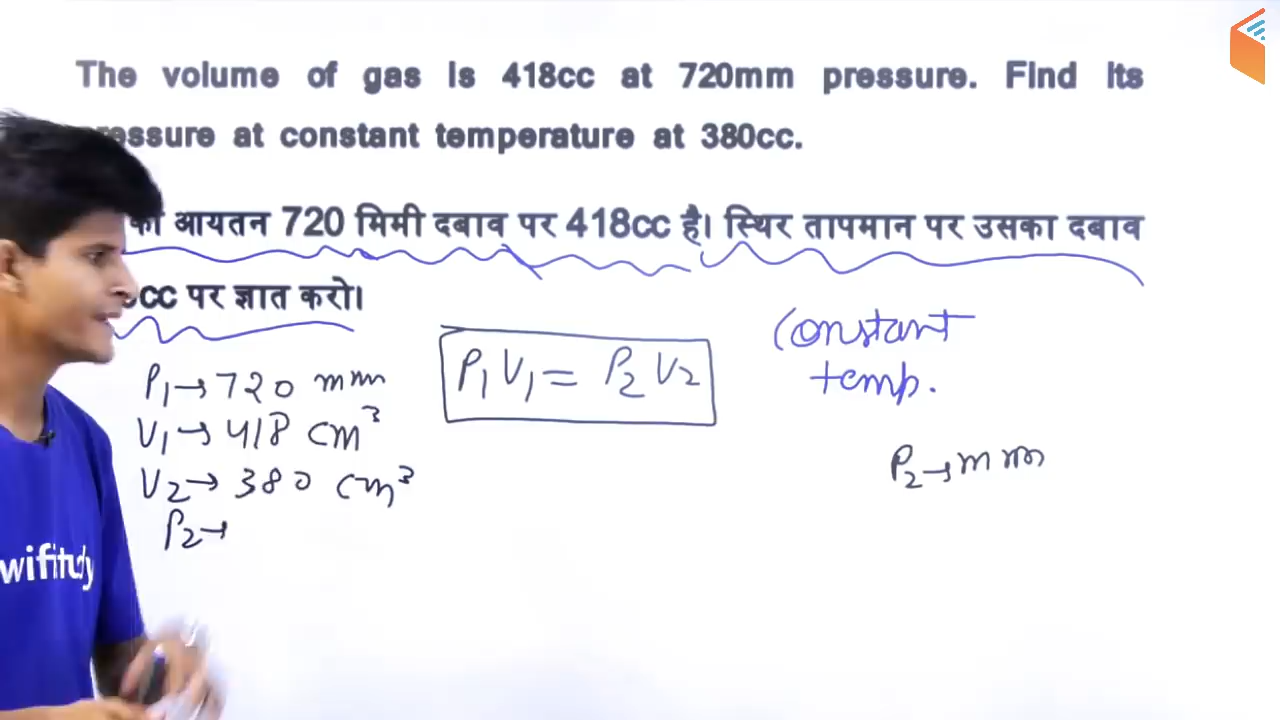 The volume of gas is 418cc at 720mm pressure. Find its
pressure at constant temperature at 380cc.
का आयतन 720 मिमी दबाव पर 418cc है। स्थिर तापमान पर उसका दबाव
cc पर ज्ञात करो।
P₁→720 mm
V₁→418 cm³
V₂→380 cm³
P₂→
P₁V₁ = P₂V₂
Constant
temp.
P₂→mm
wifistudy